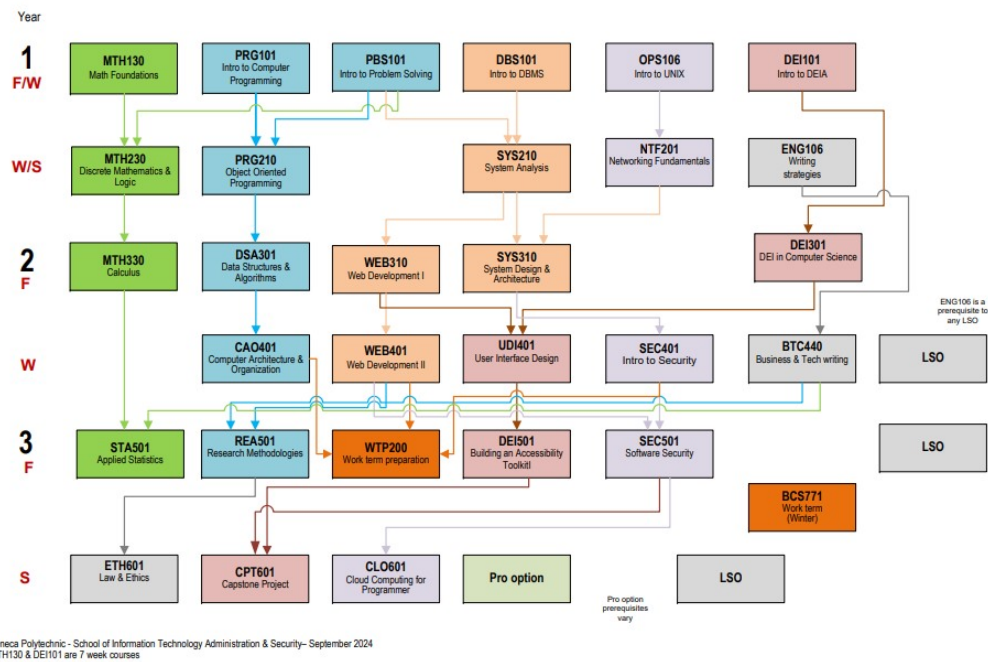 Year
1
F/W
MTH130
Math Foundations
PRG101
Intro to Computer
Programming
PBS101
Intro to Problem Solving
DBS101
Intro to DBMS
OPS106
Intro to UNIX
DEI101
Intro to DEIA
W/S
MTH230
Discrete Mathematics &
Logic
PRG210
Object Oriented
Programming
SYS210
System Analysis
NTF201
Networking Fundamentals
ENG106
Writing
strategies
2
F
MTH330
Calculus
DSA301
Data Structures &
Algorithms
WEB310
Web Development I
SYS310
System Design &
Architecture
DEI301
DEI in Computer Science
ENG106 is a
prerequisite to
any LSO
W
CAO401
Computer Architecture &
Organization
WEB401
Web Development II
UDI401
User Interface Design
SEC401
Intro to Security
BTC440
Business & Tech writing
LSO
3
F
STA501
Applied Statistics
REA501
Research Methodologies
WTP200
Work term preparation
DEI501
Building an Accessibility
Toolkitl
SEC501
Software Security
LSO
BCS771
Work term
(Winter)
S
ETH601
Law & Ethics
CPT601
Capstone Project
CLO601
Cloud Computing for
Programmer
Pro option
LSO
Pro option
prerequisites
vary
neca Polytechnic - School of Information Technology Administration & Security– September 2024
TH130 & DEI101 are 7 week courses